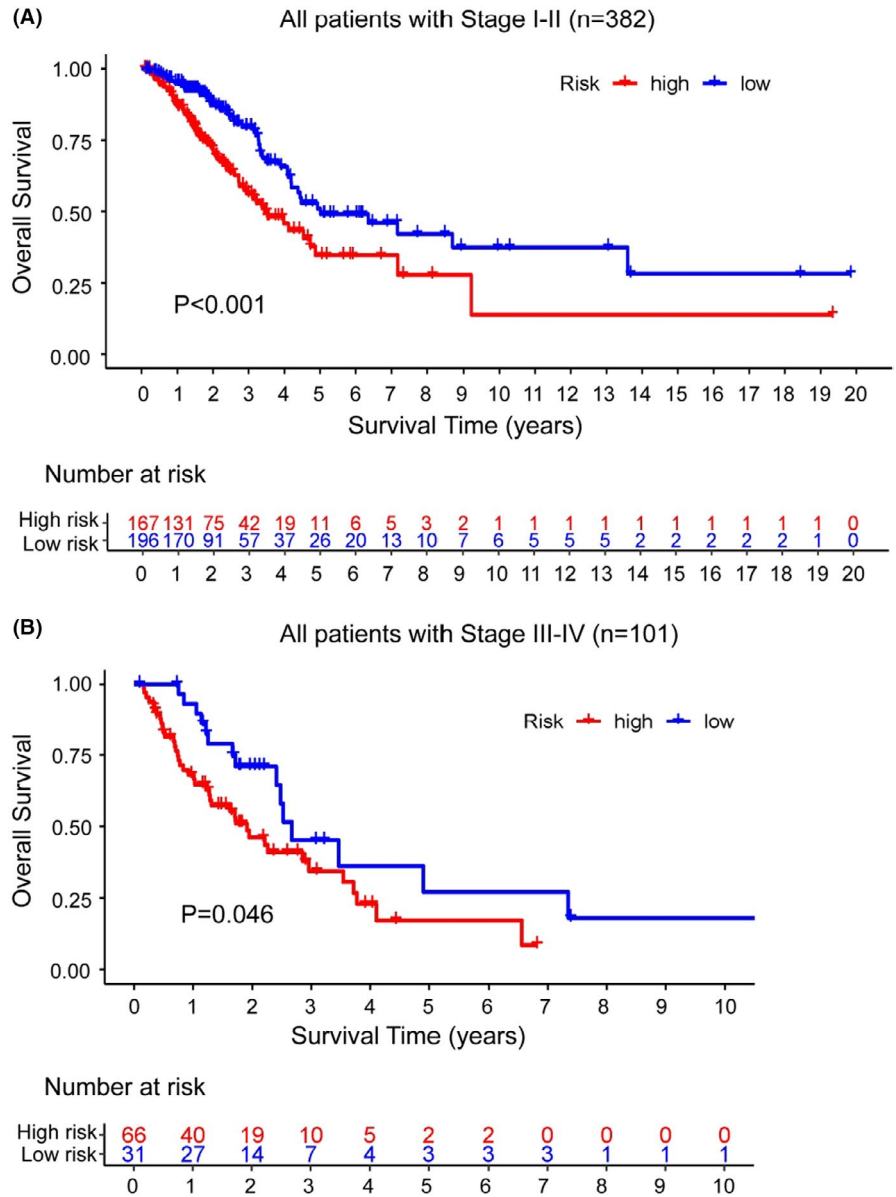 (A)
All patients with Stage I-II (n=382)
Risk high low
1.00
0.75
0.50
0.25
0.00
Overall Survival
P<0.001
0 1 2 3 4 5 6 7 8 9 10 11 12 13 14 15 16 17 18 19 20
Survival Time (years)
Number at risk
High risk 167 131 75 42 19 11 6 5 3 2 1 1 1 1 1 1 1 1 1 1 0
Low risk 196 170 91 57 37 26 20 13 10 7 6 5 5 5 2 2 2 2 2 1 0
0 1 2 3 4 5 6 7 8 9 10 11 12 13 14 15 16 17 18 19 20
(B)
All patients with Stage III-IV (n=101)
Risk high low
1.00
0.75
0.50
0.25
0.00
Overall Survival
P=0.046
0 1 2 3 4 5 6 7 8 9 10
Survival Time (years)
Number at risk
High risk 66 40 19 10 5 2 2 0 0 0 0
Low risk 31 27 14 7 4 3 3 3 1 1 1
0 1 2 3 4 5 6 7 8 9 10